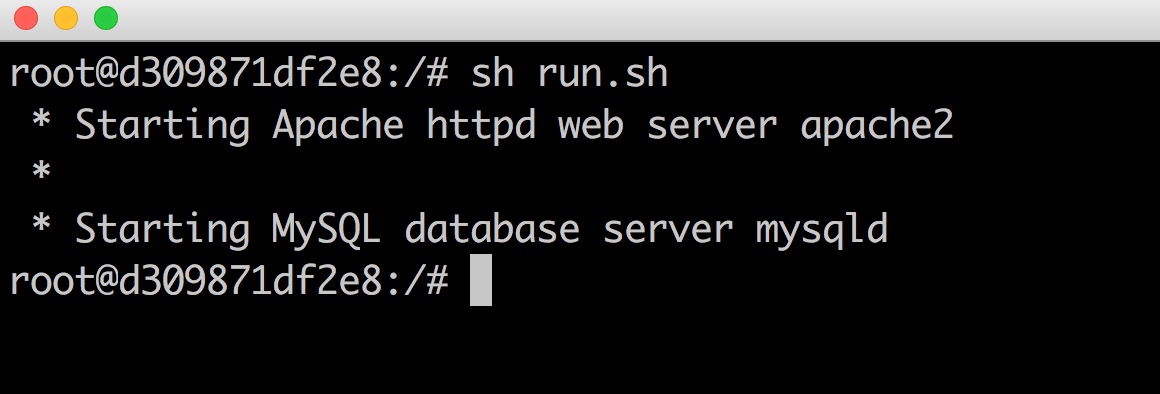 root@d309871df2e8:/# sh run.sh
 * Starting Apache httpd web server apache2
 *
 * Starting MySQL database server mysqld
root@d309871df2e8:/#